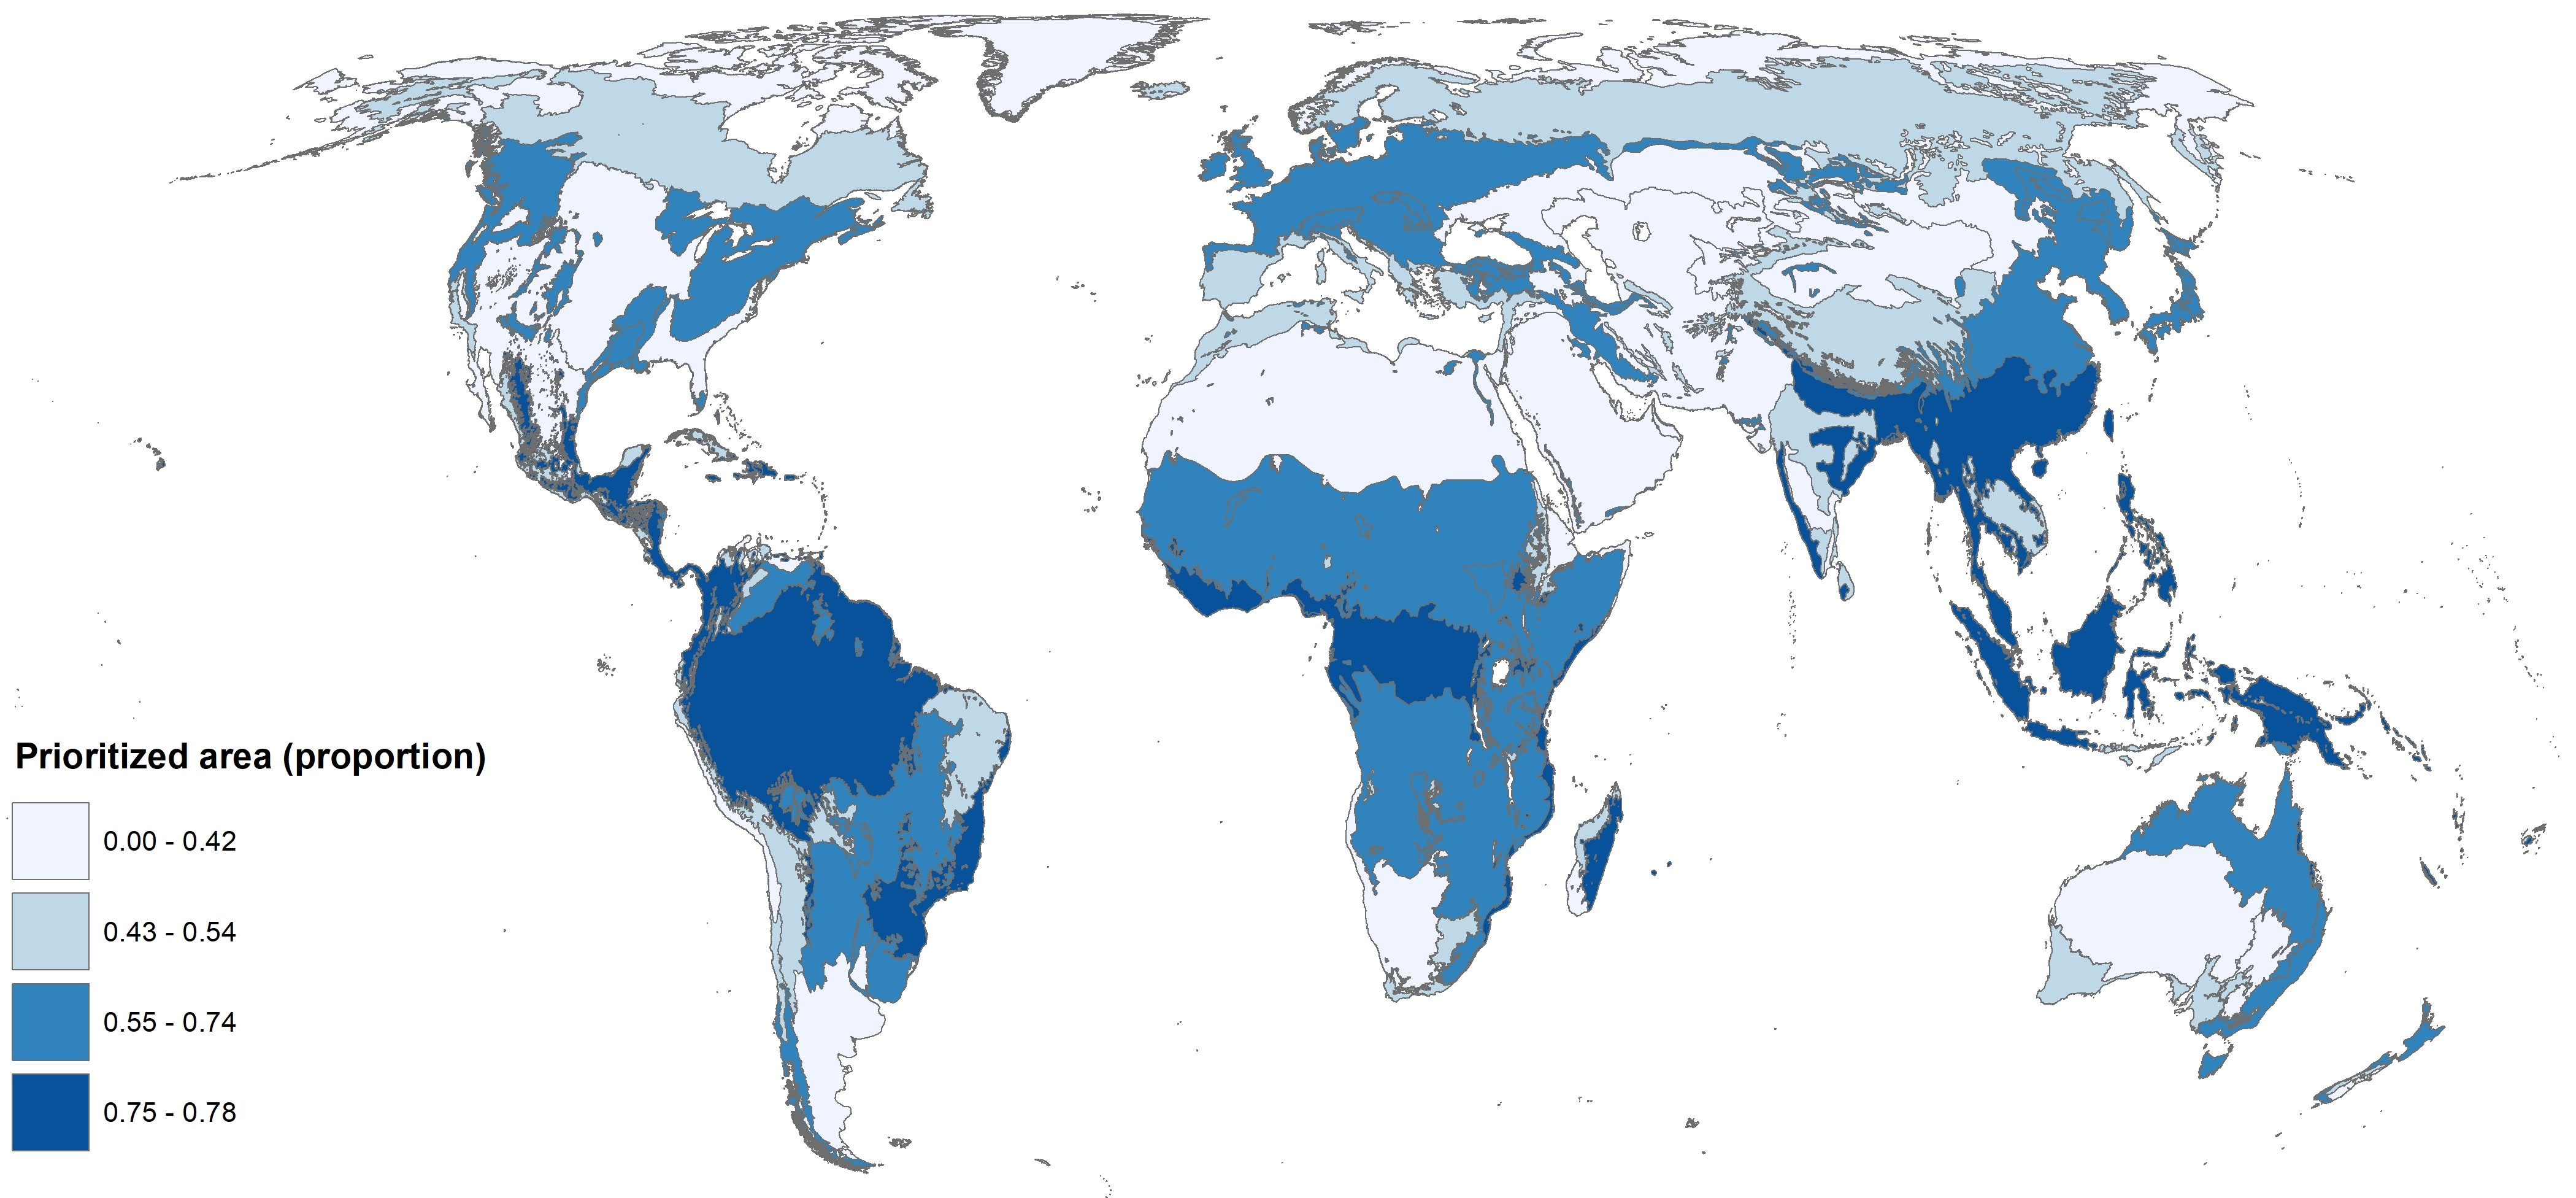 Prioritized area (proportion)
0.00 - 0.42
0.43 - 0.54
0.55 - 0.74
0.75 - 0.78